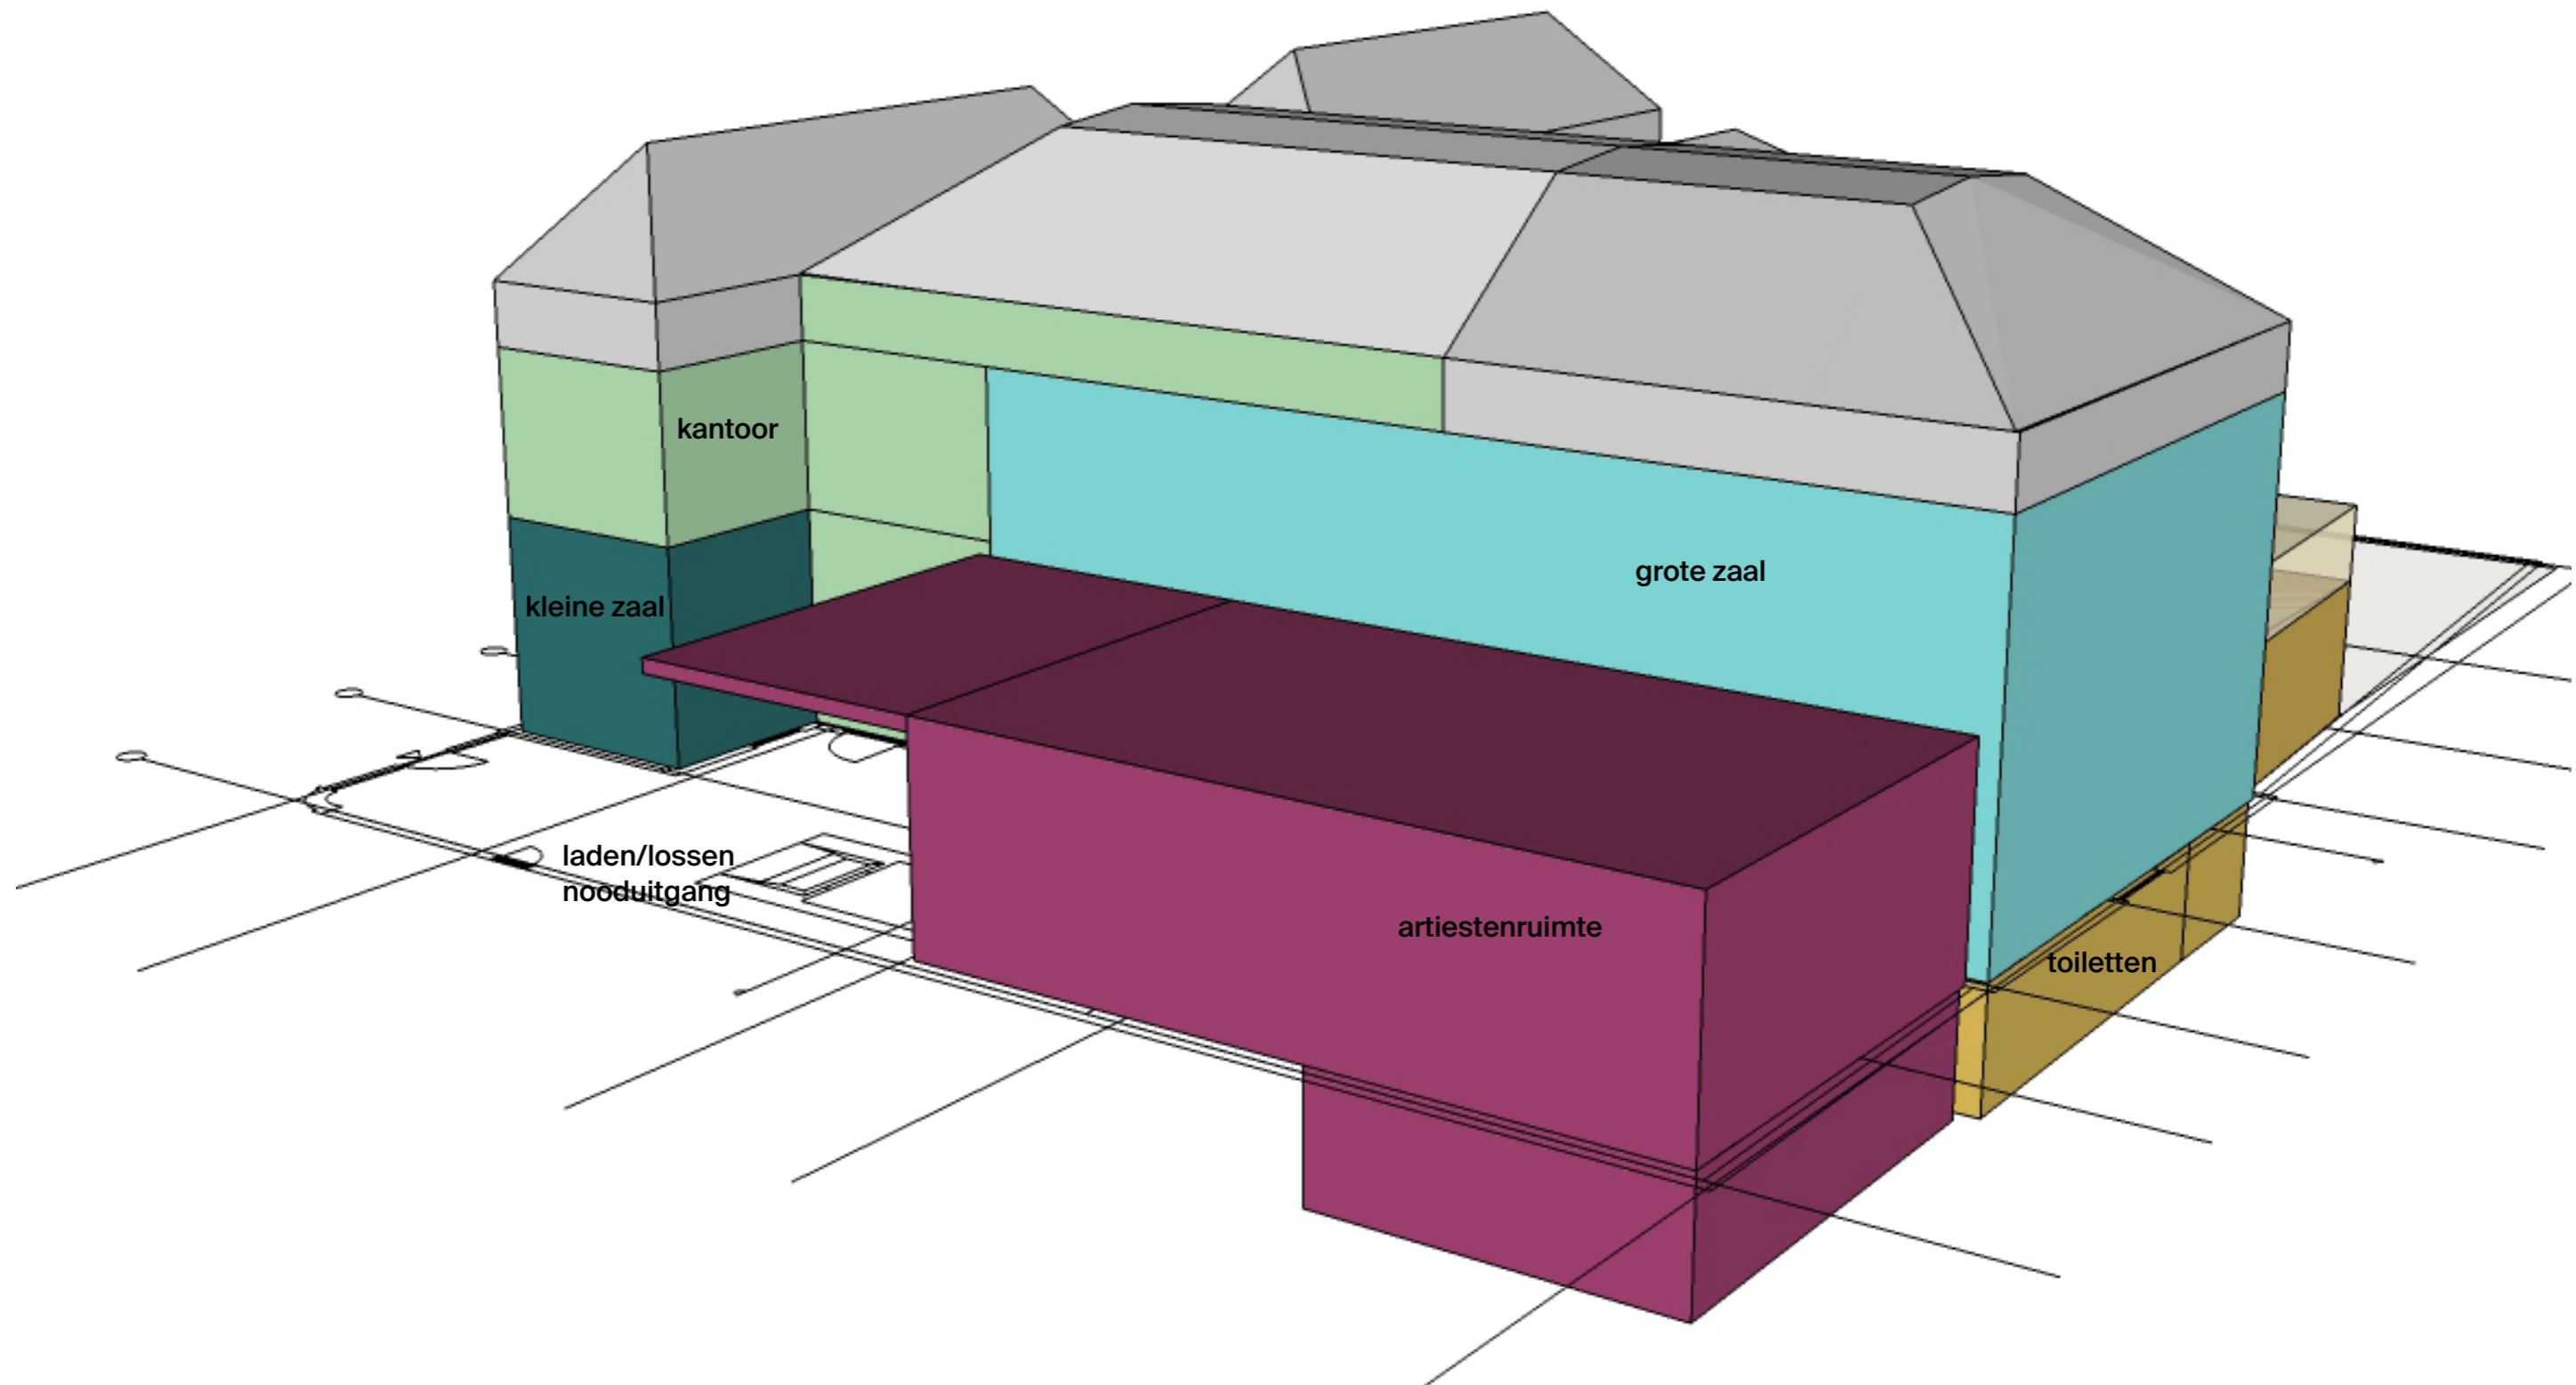 kantoor
grote zaal
kleine zaal
laden/lossen
nooduitgang
artiestenruimte
toiletten